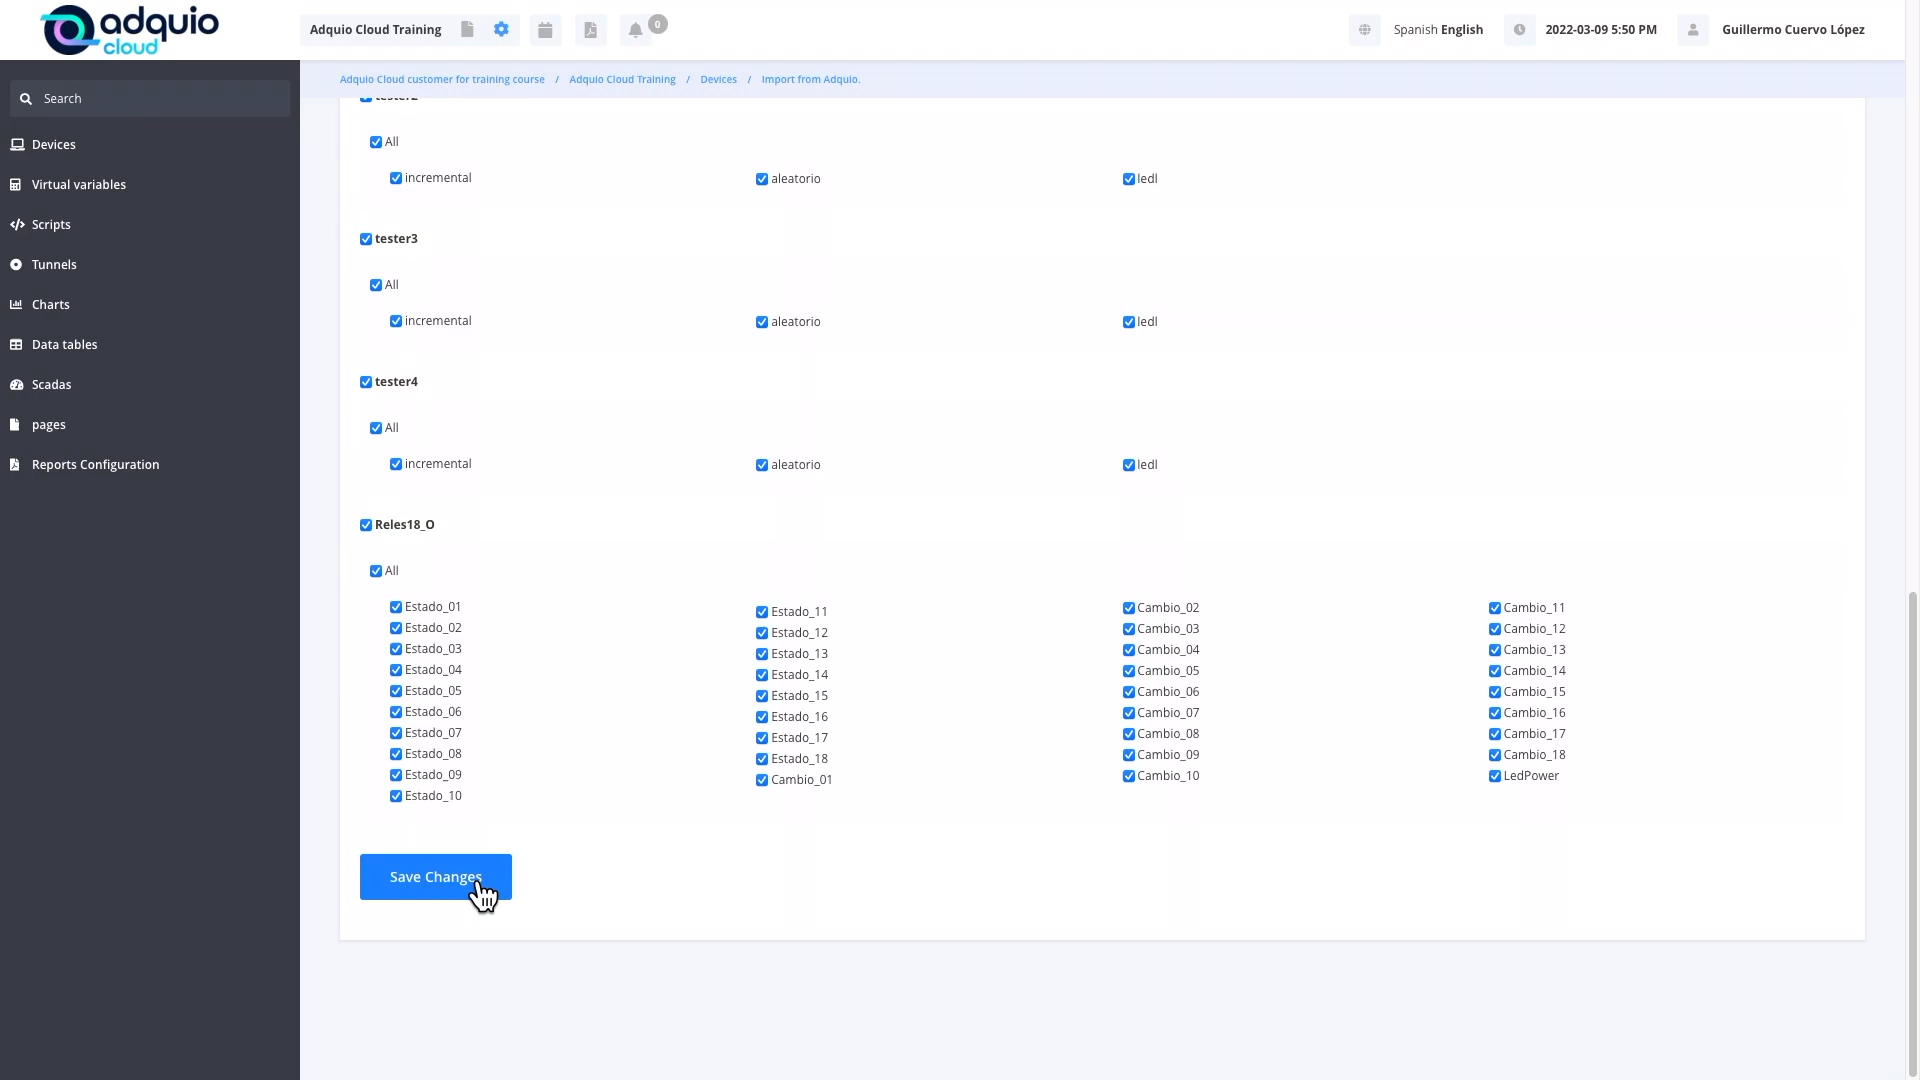 adquio
cloud
Adquio Cloud Training
0
Spanish English
2022-03-09 5:50 PM
Guillermo Cuervo López
Adquio Cloud customer for training course / Adquio Cloud Training / Devices / Import from Adquio.
Search
Devices
Virtual variables
Scripts
Tunnels
Charts
Data tables
Scadas
pages
Reports Configuration
tester2
All
incremental aleatorio ledl
tester3
All
incremental aleatorio ledl
tester4
All
incremental aleatorio ledl
Reles18_O
All
Estado_01
Estado_02
Estado_03
Estado_04
Estado_05
Estado_06
Estado_07
Estado_08
Estado_09
Estado_10
Estado_11
Estado_12
Estado_13
Estado_14
Estado_15
Estado_16
Estado_17
Estado_18
Cambio_01
Cambio_02
Cambio_03
Cambio_04
Cambio_05
Cambio_06
Cambio_07
Cambio_08
Cambio_09
Cambio_10
Cambio_11
Cambio_12
Cambio_13
Cambio_14
Cambio_15
Cambio_16
Cambio_17
Cambio_18
LedPower
Save Changes